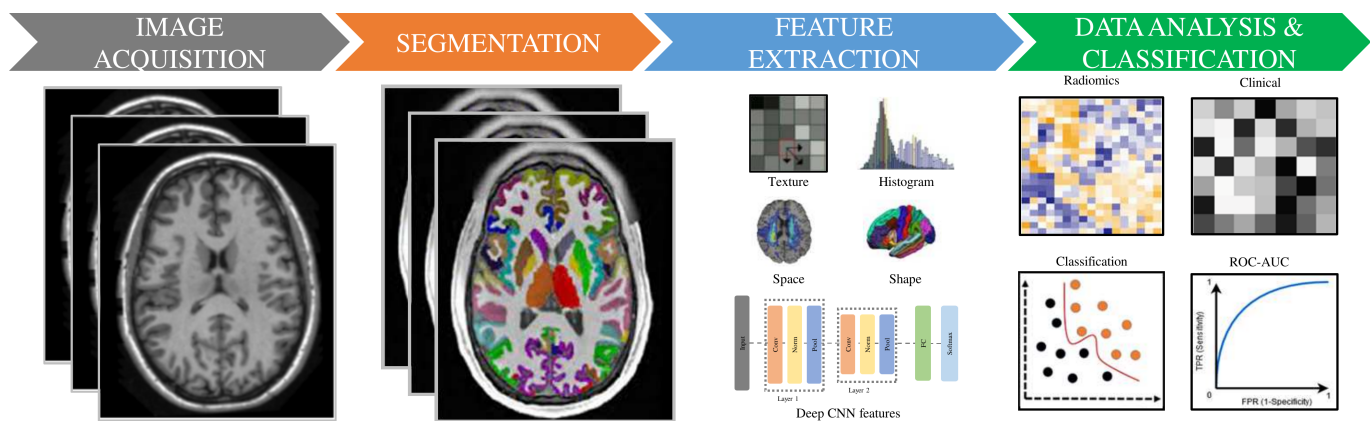 IMAGE
ACQUISITION
SEGMENTATION
FEATURE
EXTRACTION
DATA ANALYSIS &
CLASSIFICATION
Texture
Histogram
Space
Shape
Input
Conv
Norm
Pool
Layer 1
Conv
Norm
Pool
Layer 2
FC
Softmax
Deep CNN features
Radiomics
Clinical
Classification
ROC-AUC
1
TPR (Sensitivity)
0
FPR (1-Specificity)
1